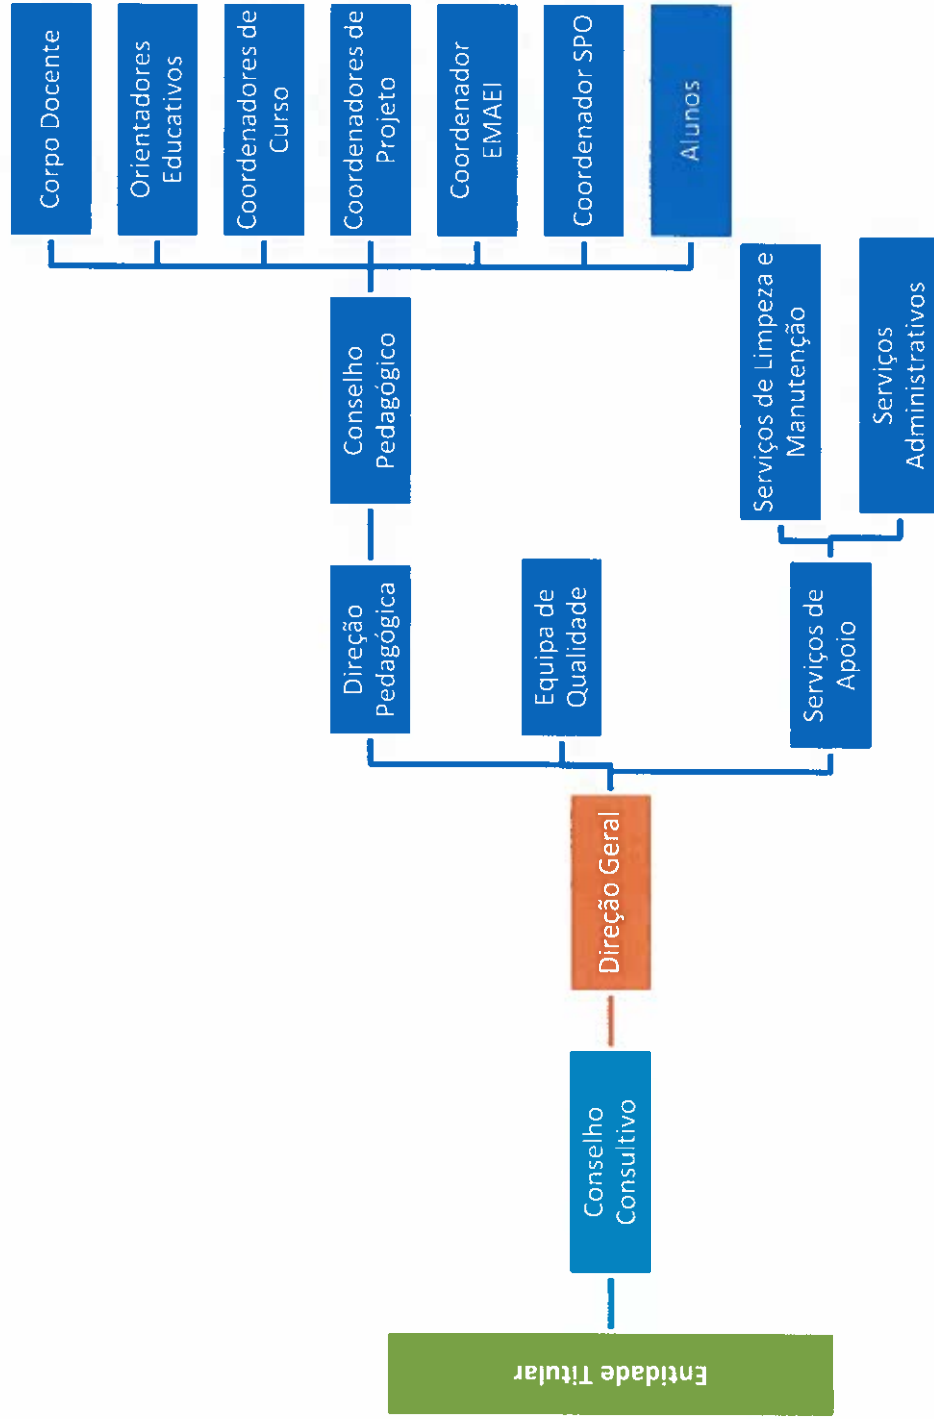 Entidade Titular
Conselho
Consultivo
Direção Geral
Direção
Pedagógica
Equipa de
Qualidade
Serviços de
Apoio
Conselho
Pedagógico
Serviços de Limpeza e
Manutenção
Serviços
Administrativos
Corpo Docente
Orientadores
Educativos
Coordenadores de
Curso
Coordenadores de
Projeto
Coordenador
EMAEI
Coordenador SPO
Alunos